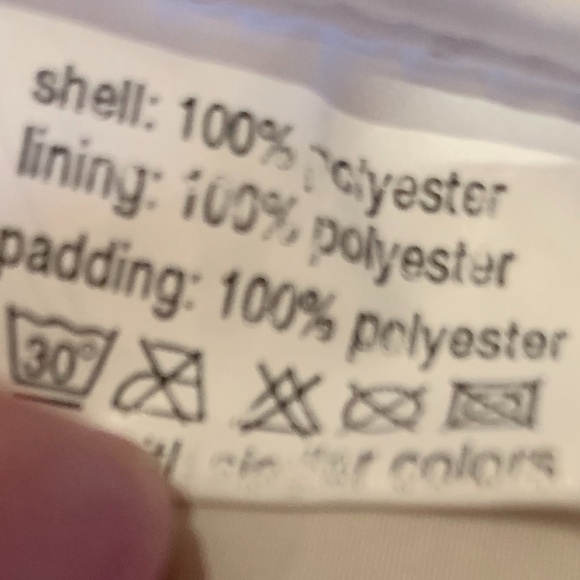 shell: 100% polyester
lining: 100% polyester
padding: 100% polyester
30°
colors